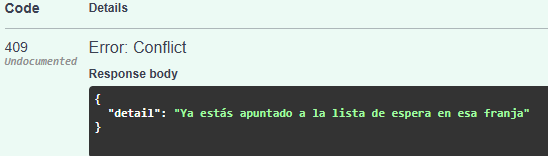 Code Details
409 Error: Conflict
Undocumented
Response body
{
"detail": "Ya estás apuntado a la lista de espera en esa franja"
}